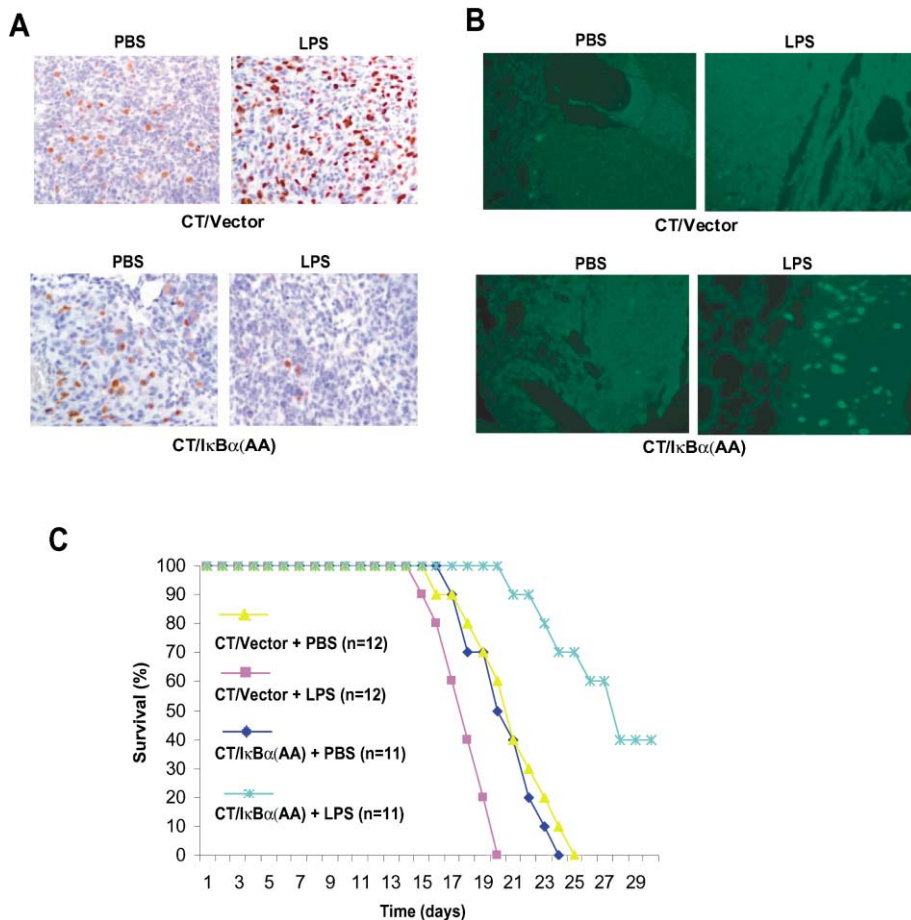 A
PBS LPS
CT/Vector
PBS LPS
CT/IκBα(AA)
B
PBS LPS
CT/Vector
PBS LPS
CT/IκBα(AA)
C
Survival (%)
100
90
80
70
60
50
40
30
20
10
0
CT/Vector + PBS (n=12)
CT/Vector + LPS (n=12)
CT/IκBα(AA) + PBS (n=11)
CT/IκBα(AA) + LPS (n=11)
1 3 5 7 9 11 13 15 17 19 21 23 25 27 29
Time (days)